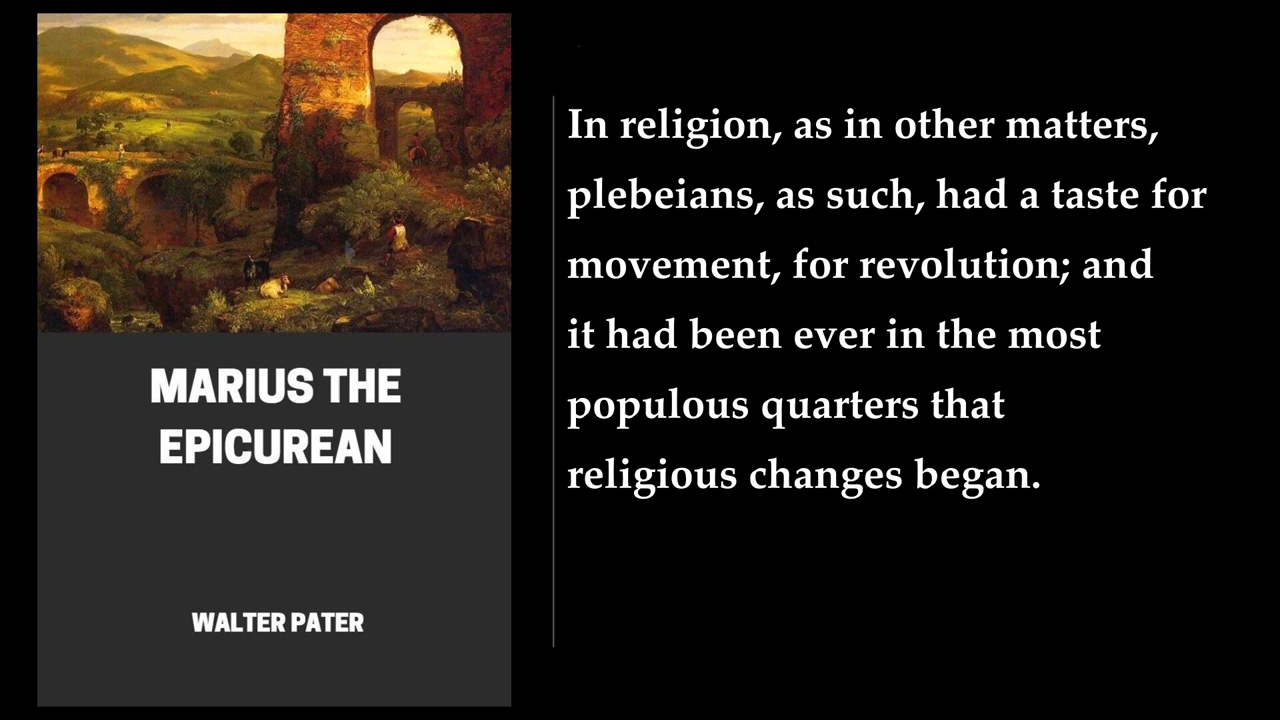 MARIUS THE
EPICUREAN
WALTER PATER
In religion, as in other matters,
plebeians, as such, had a taste for
movement, for revolution; and
it had been ever in the most
populous quarters that
religious changes began.